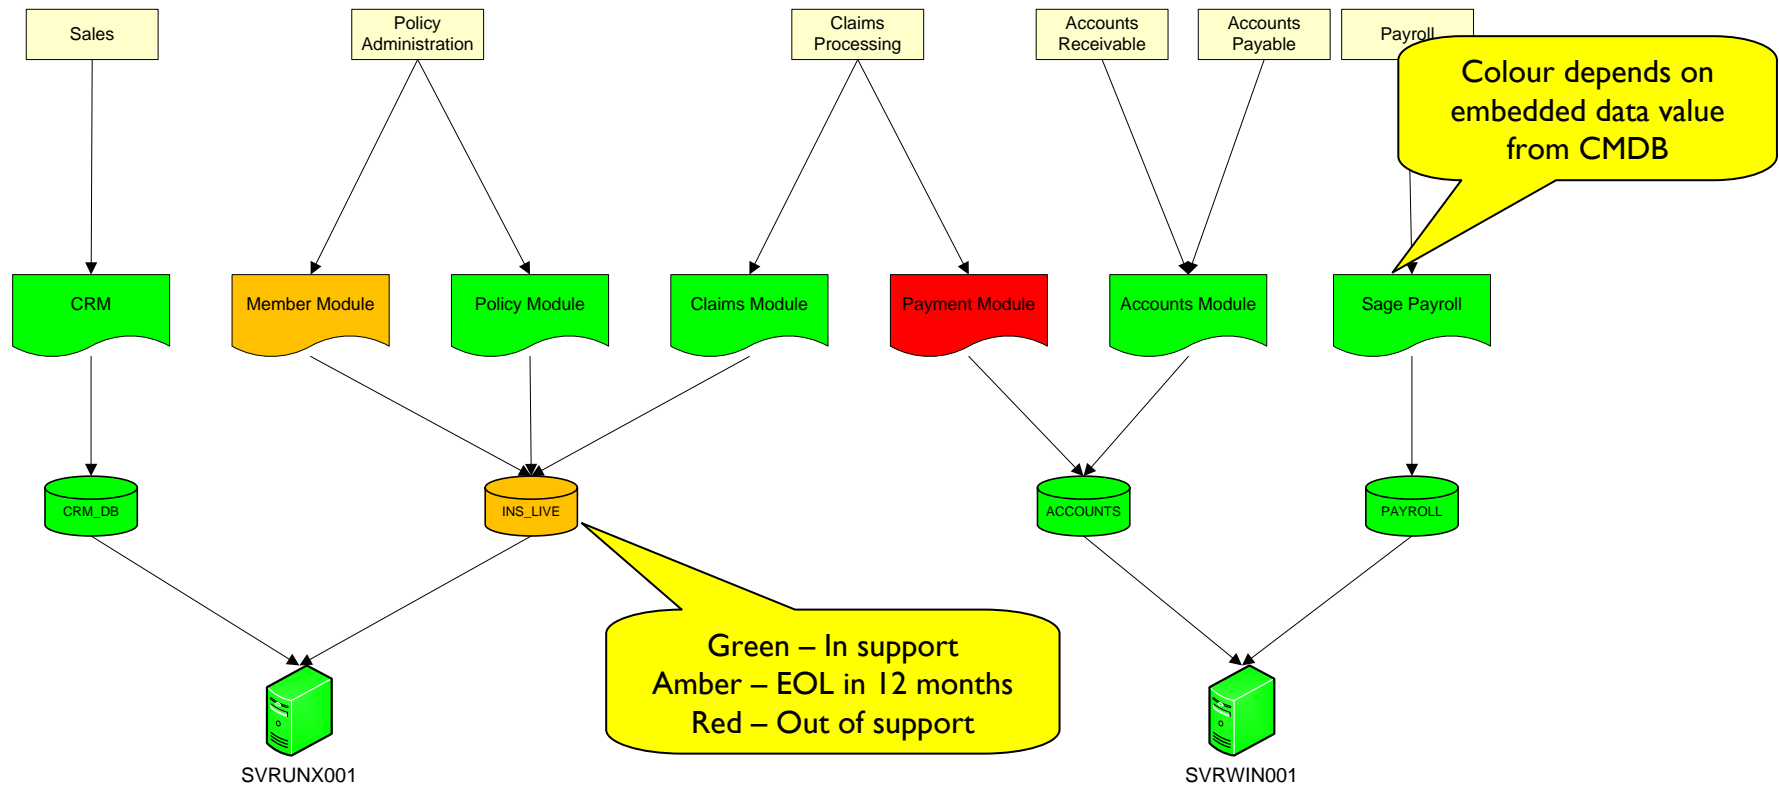 Sales
Policy
Administration
Claims
Processing
Accounts
Receivable
Accounts
Payable
Payroll
Colour depends on
embedded data value
from CMDB
CRM
Member Module
Policy Module
Claims Module
Payment Module
Accounts Module
Sage Payroll
CRM_DB
INS_LIVE
ACCOUNTS
PAYROLL
Green – In support
Amber – EOL in 12 months
Red – Out of support
SVRUNX001
SVRWIN001